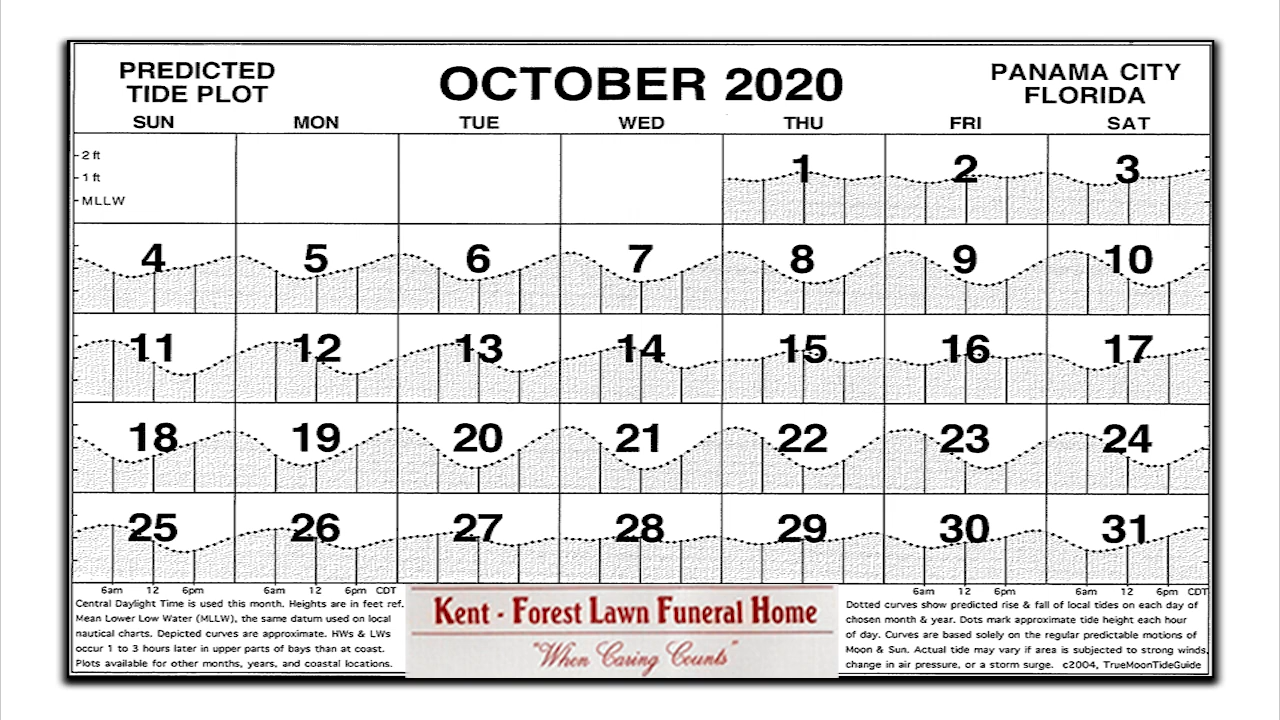 PREDICTED
TIDE PLOT
OCTOBER 2020
PANAMA CITY
FLORIDA
SUN MON TUE WED THU FRI SAT
2 ft
1 ft
MLLW
1 2 3
4 5 6 7 8 9 10
11 12 13 14 15 16 17
18 19 20 21 22 23 24
25 26 27 28 29 30 31
6am 12 6pm 6am 12 6pm CDT
6am 12 6pm 6am 12 6pm CDT
Central Daylight Time is used this month. Heights are in feet ref.
Mean Lower Low Water (MLLW), the same datum used on local
nautical charts. Depicted curves are approximate. HWs & LWs
occur 1 to 3 hours later in upper parts of bays than at coast.
Plots available for other months, years, and coastal locations.
Kent - Forest Lawn Funeral Home
"When Caring Counts"
Dotted curves show predicted rise & fall of local tides on each day of
chosen month & year. Dots mark approximate tide height each hour
of day. Curves are based solely on the regular predictable motions of
Moon & Sun. Actual tide may vary if area is subjected to strong winds,
change in air pressure, or a storm surge. c2004, TrueMoonTideGuide